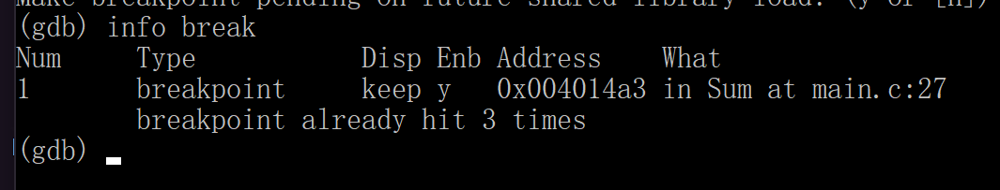 Make breakpoint pending on future shared library load? (y or [n])
(gdb) info break
Num     Type           Disp Enb Address    What
1       breakpoint     keep y   0x004014a3 in Sum at main.c:27
        breakpoint already hit 3 times
(gdb)